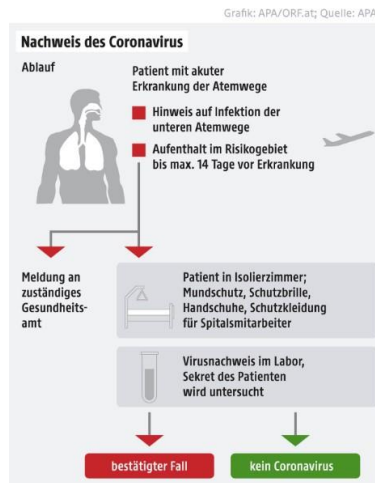 Grafik: APA/ORF.at; Quelle: APA
Nachweis des Coronavirus
Ablauf
Patient mit akuter
Erkrankung der Atemwege
Hinweis auf Infektion der
unteren Atemwege
Aufenthalt im Risikogebiet
bis max. 14 Tage vor Erkrankung
Meldung an
zuständiges
Gesundheits-
amt
Patient in Isolierzimmer;
Mundschutz, Schutzbrille,
Handschuhe, Schutzkleidung
für Spitalsmitarbeiter
Virusnachweis im Labor,
Sekret des Patienten
wird untersucht
bestätigter Fall
kein Coronavirus